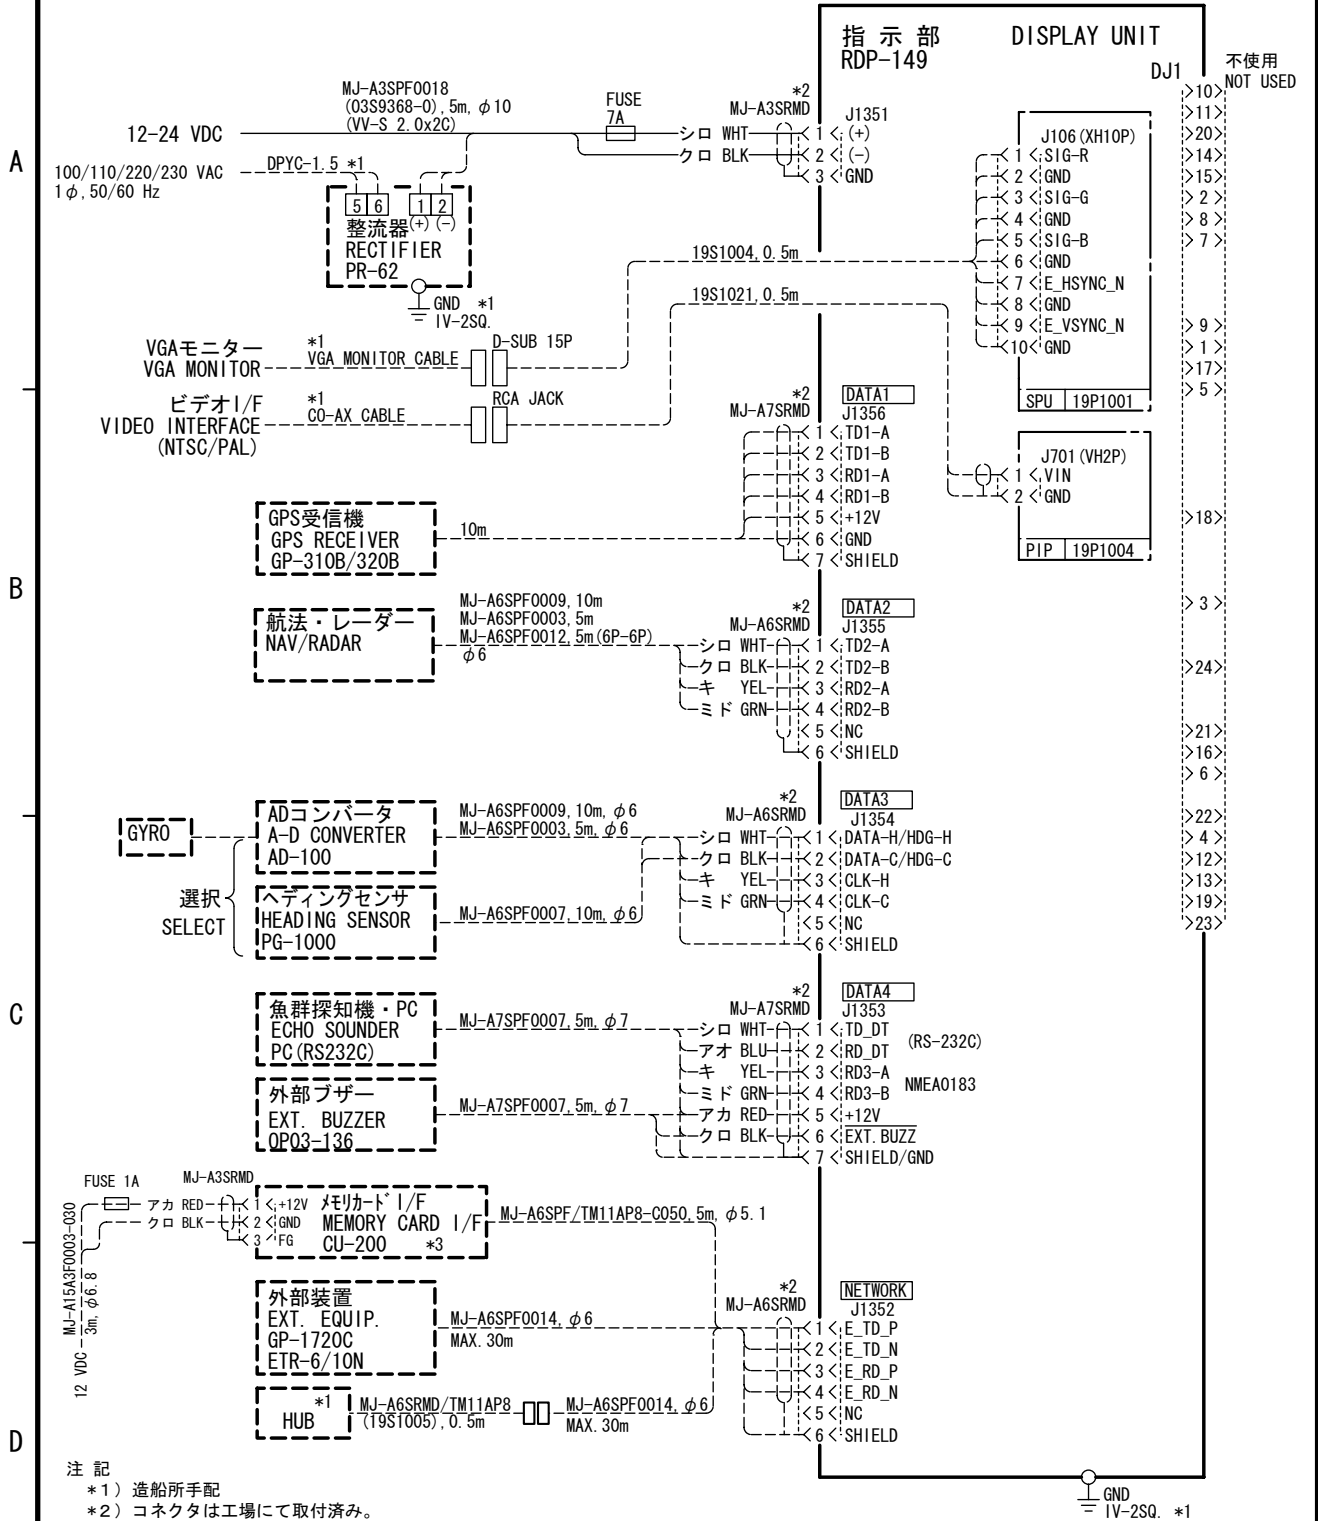 指 示 部 DISPLAY UNIT
RDP-149
DJ1
不使用
NOT USED
A
12-24 VDC
MJ-A3SPF0018
(03S9368-0), 5m, φ10
(VV-S 2.0x2C)
FUSE
7A
シロ WHT
クロ BLK
*2
MJ-A3SRMD
J1351
1 (+)
2 (-)
3 GND
100/110/220/230 VAC
1φ, 50/60 Hz
DPYC-1.5 *1
5 6 1 2
(+) (-)
整流器
RECTIFIER
PR-62
GND *1
IV-2SQ.
J106(XH10P)
1 SIG-R
2 GND
3 SIG-G
4 GND
5 SIG-B
6 GND
7 E_HSYNC_N
8 GND
9 E_VSYNC_N
10 GND
SPU 19P1001
19S1004, 0.5m
19S1021, 0.5m
VGAモニター
VGA MONITOR
*1
VGA MONITOR CABLE
D-SUB 15P
ビデオI/F
VIDEO INTERFACE
(NTSC/PAL)
*1
CO-AX CABLE
RCA JACK
J701(VH2P)
1 VIN
2 GND
PIP 19P1004
10
11
20
14
15
2
8
7
9
1
17
5
18
3
24
21
16
6
22
4
12
13
19
23
B
GPS受信機
GPS RECEIVER
GP-310B/320B
10m
*2
MJ-A7SRMD
DATA1
J1356
1 TD1-A
2 TD1-B
3 RD1-A
4 RD1-B
5 +12V
6 GND
7 SHIELD
航法・レーダー
NAV/RADAR
MJ-A6SPF0009, 10m
MJ-A6SPF0003, 5m
MJ-A6SPF0012, 5m(6P-6P)
φ6
シロ WHT
クロ BLK
キ YEL
ミド GRN
*2
MJ-A6SRMD
DATA2
J1355
1 TD2-A
2 TD2-B
3 RD2-A
4 RD2-B
5 NC
6 SHIELD
C
GYRO
選択
SELECT
ADコンバータ
A-D CONVERTER
AD-100
MJ-A6SPF0009, 10m, φ6
MJ-A6SPF0003, 5m, φ6
ヘディングセンサ
HEADING SENSOR
PG-1000
MJ-A6SPF0007, 10m, φ6
シロ WHT
クロ BLK
キ YEL
ミド GRN
*2
MJ-A6SRMD
DATA3
J1354
1 DATA-H/HDG-H
2 DATA-C/HDG-C
3 CLK-H
4 CLK-C
5 NC
6 SHIELD
魚群探知機・PC
ECHO SOUNDER
PC(RS232C)
MJ-A7SPF0007, 5m, φ7
外部ブザー
EXT. BUZZER
OP03-136
MJ-A7SPF0007, 5m, φ7
シロ WHT
アオ BLU
キ YEL
ミド GRN
アカ RED
クロ BLK
*2
MJ-A7SRMD
DATA4
J1353
1 TD_DT
2 RD_DT
(RS-232C)
3 RD3-A
4 RD3-B
NMEA0183
5 +12V
6 EXT.BUZZ
7 SHIELD/GND
12 VDC
MJ-A15A3F0003-030
3m, φ6.8
FUSE 1A
アカ RED
クロ BLK
MJ-A3SRMD
1 +12V
2 GND
3 FG
メモリカードI/F
MEMORY CARD I/F
CU-200 *3
MJ-A6SPF/TM11AP8-C050, 5m, φ5.1
D
外部装置
EXT. EQUIP.
GP-1720C
ETR-6/10N
MJ-A6SPF0014, φ6
MAX. 30m
*1
HUB
MJ-A6SRMD/TM11AP8
(19S1005), 0.5m
MJ-A6SPF0014, φ6
MAX. 30m
*2
MJ-A6SRMD
NETWORK
J1352
1 E_TD_P
2 E_TD_N
3 E_RD_P
4 E_RD_N
5 NC
6 SHIELD
GND
IV-2SQ. *1
注 記
*1) 造船所手配
*2) コネクタは工場にて取付済み。